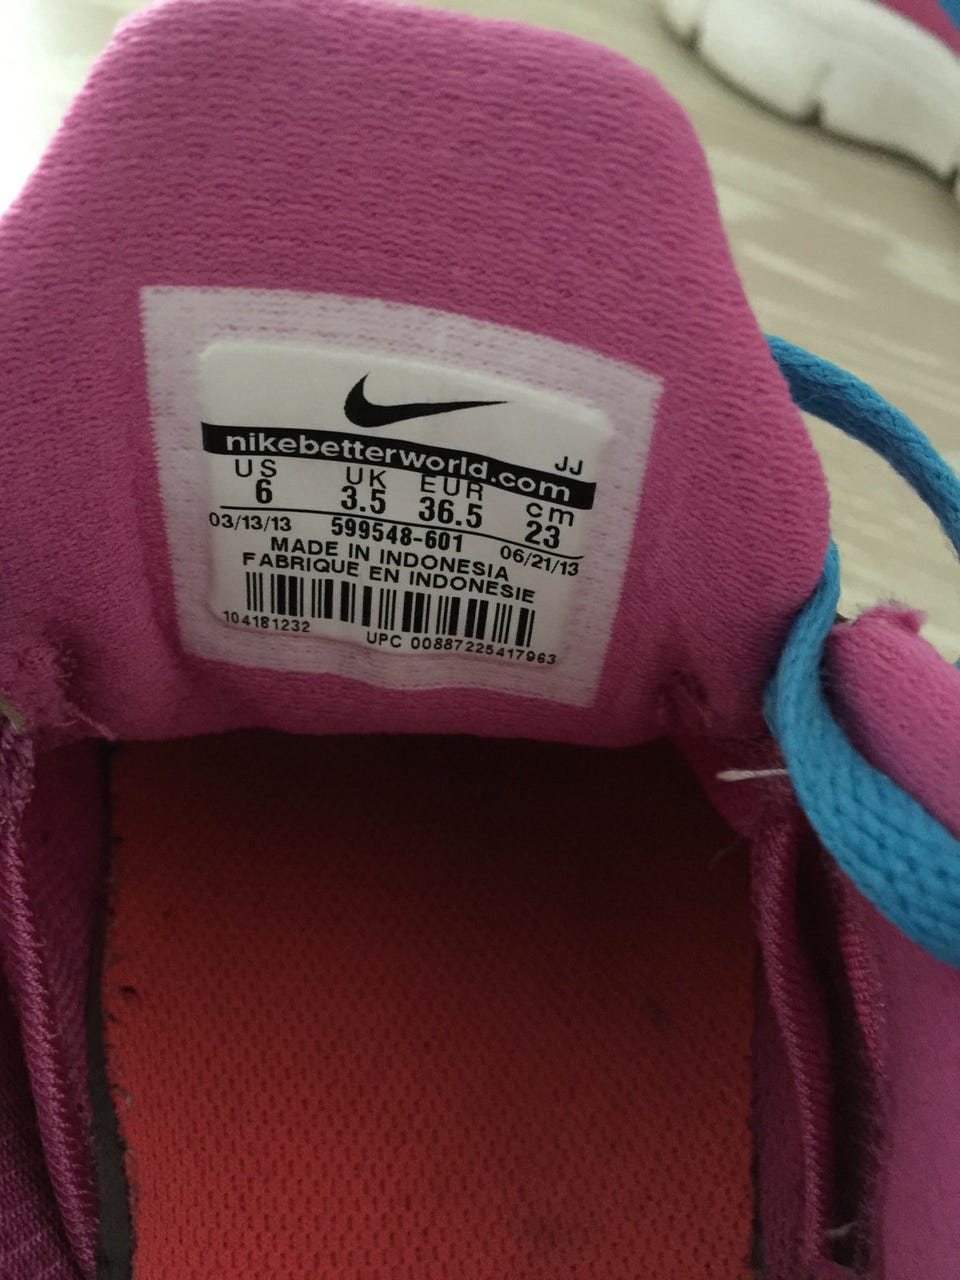 nikebetterworld.com
JJ
US UK EUR cm
6 3.5 36.5 23
03/13/13 599548-601 06/21/13
MADE IN INDONESIA
FABRIQUE EN INDONESIE
104181232 UPC 00887225417963